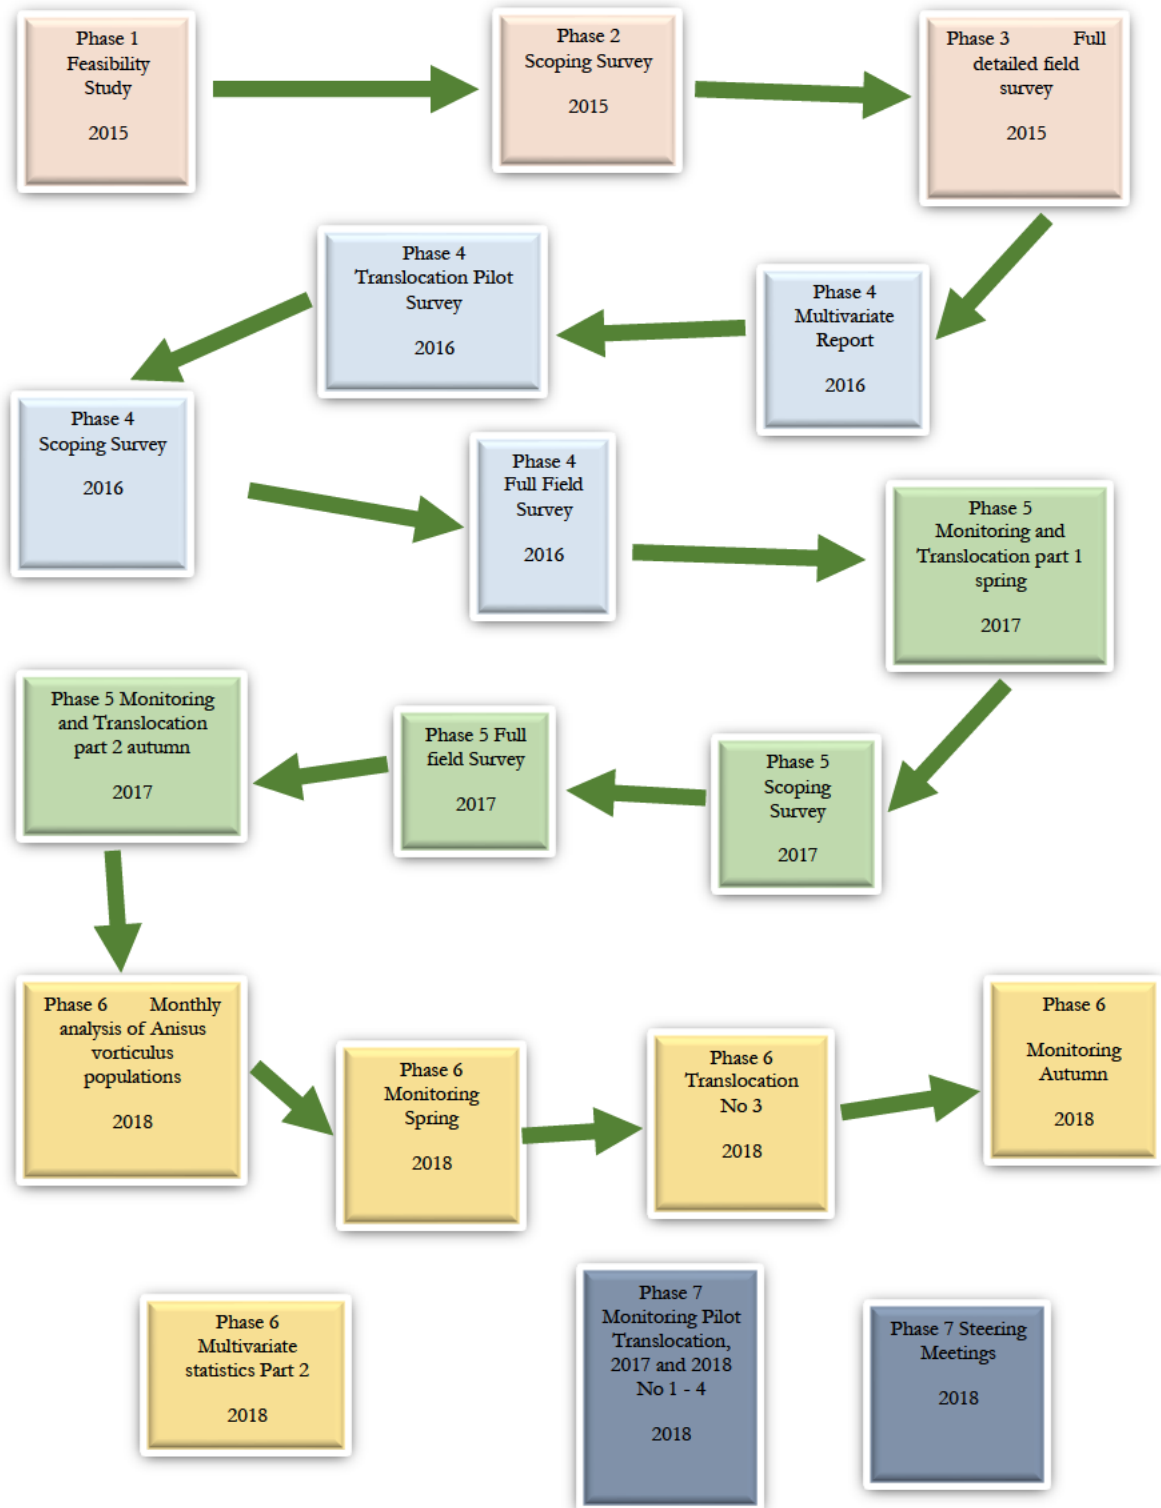 Phase 1
Feasibility
Study
2015
Phase 2
Scoping Survey
2015
Phase 3 Full
detailed field
survey
2015
Phase 4
Multivariate
Report
2016
Phase 4
Translocation Pilot
Survey
2016
Phase 4
Scoping Survey
2016
Phase 4
Full Field
Survey
2016
Phase 5
Monitoring and
Translocation part 1
spring
2017
Phase 5
Scoping
Survey
2017
Phase 5 Full
field Survey
2017
Phase 5 Monitoring
and Translocation
part 2 autumn
2017
Phase 6 Monthly
analysis of Anisus
vorticulus
populations
2018
Phase 6
Monitoring
Spring
2018
Phase 6
Translocation
No 3
2018
Phase 6
Monitoring
Autumn
2018
Phase 6
Multivariate
statistics Part 2
2018
Phase 7
Monitoring Pilot
Translocation,
2017 and 2018
No 1 - 4
2018
Phase 7 Steering
Meetings
2018